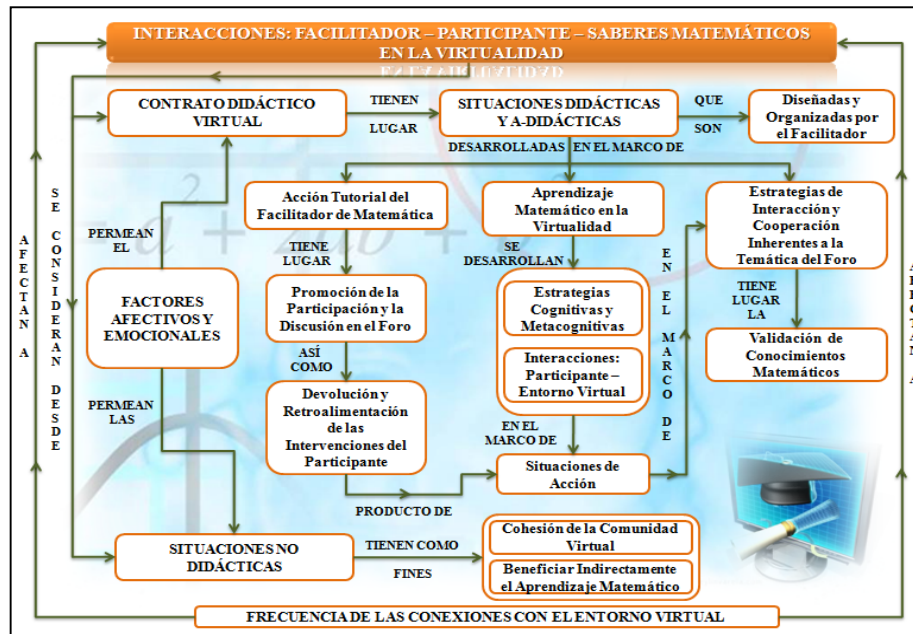 INTERACCIONES: FACILITADOR – PARTICIPANTE – SABERES MATEMÁTICOS
EN LA VIRTUALIDAD
CONTRATO DIDÁCTICO
VIRTUAL
TIENEN
LUGAR
SITUACIONES DIDÁCTICAS
Y A-DIDÁCTICAS
QUE
SON
Diseñadas y
Organizadas por
el Facilitador
DESARROLLADAS EN EL MARCO DE
Acción Tutorial del
Facilitador de Matemática
Aprendizaje
Matemático en la
Virtualidad
Estrategias de
Interacción y
Cooperación
Inherentes a la
Temática del Foro
SE CONSIDERAN DESDE
AFECTAN A
PERMEAN EL
TIENE
LUGAR
SE
DESARROLLAN
EN EL MARCO DE
TIENE
LUGAR
LA
AFECTAN A
FACTORES
AFECTIVOS Y
EMOCIONALES
Promoción de la
Participación y la
Discusión en el Foro
Estrategias
Cognitivas y
Metacognitivas
Interacciones:
Participante –
Entorno Virtual
Validación de
Conocimientos
Matemáticos
ASÍ
COMO
PERMEAN
LAS
Devolución y
Retroalimentación
de las
Intervenciones del
Participante
EN EL
MARCO DE
Situaciones de
Acción
PRODUCTO DE
SITUACIONES NO
DIDÁCTICAS
TIENEN COMO
FINES
Cohesión de la Comunidad
Virtual
Beneficiar Indirectamente
el Aprendizaje Matemático
FRECUENCIA DE LAS CONEXIONES CON EL ENTORNO VIRTUAL